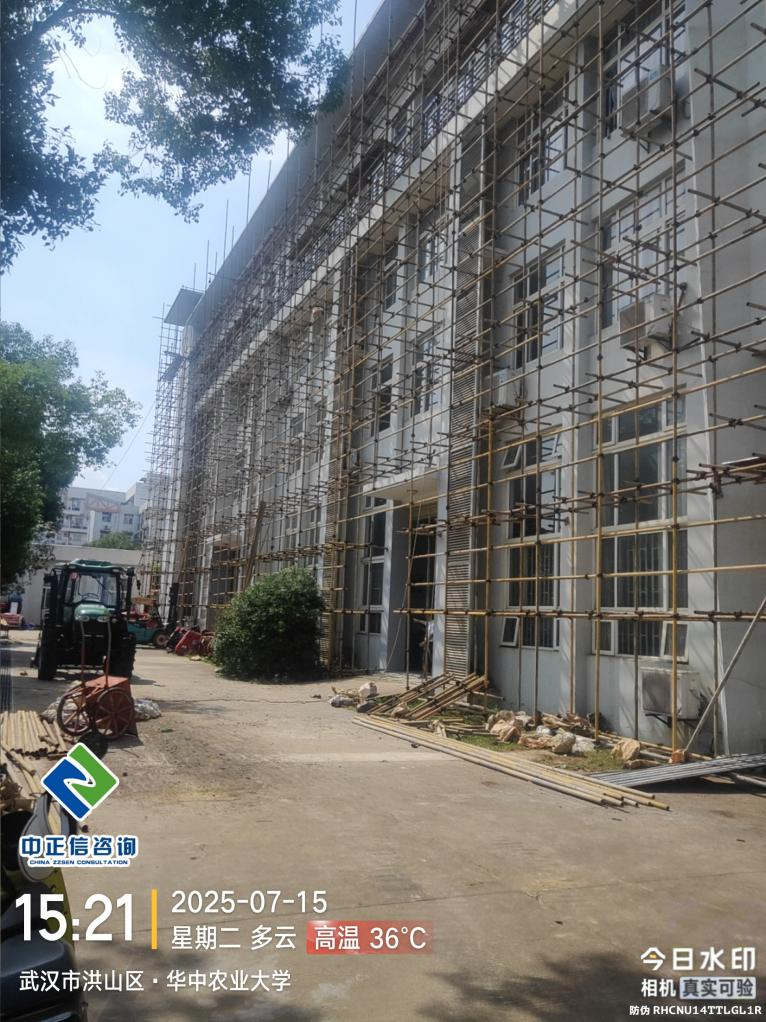 中正信咨询
CHINA ZZSEN CONSULTATION
15:21
2025-07-15
星期二 多云 高温 36°C
武汉市洪山区·华中农业大学
今日水印
相机 真实可验
防伪 RHCNU14TTLGL1R